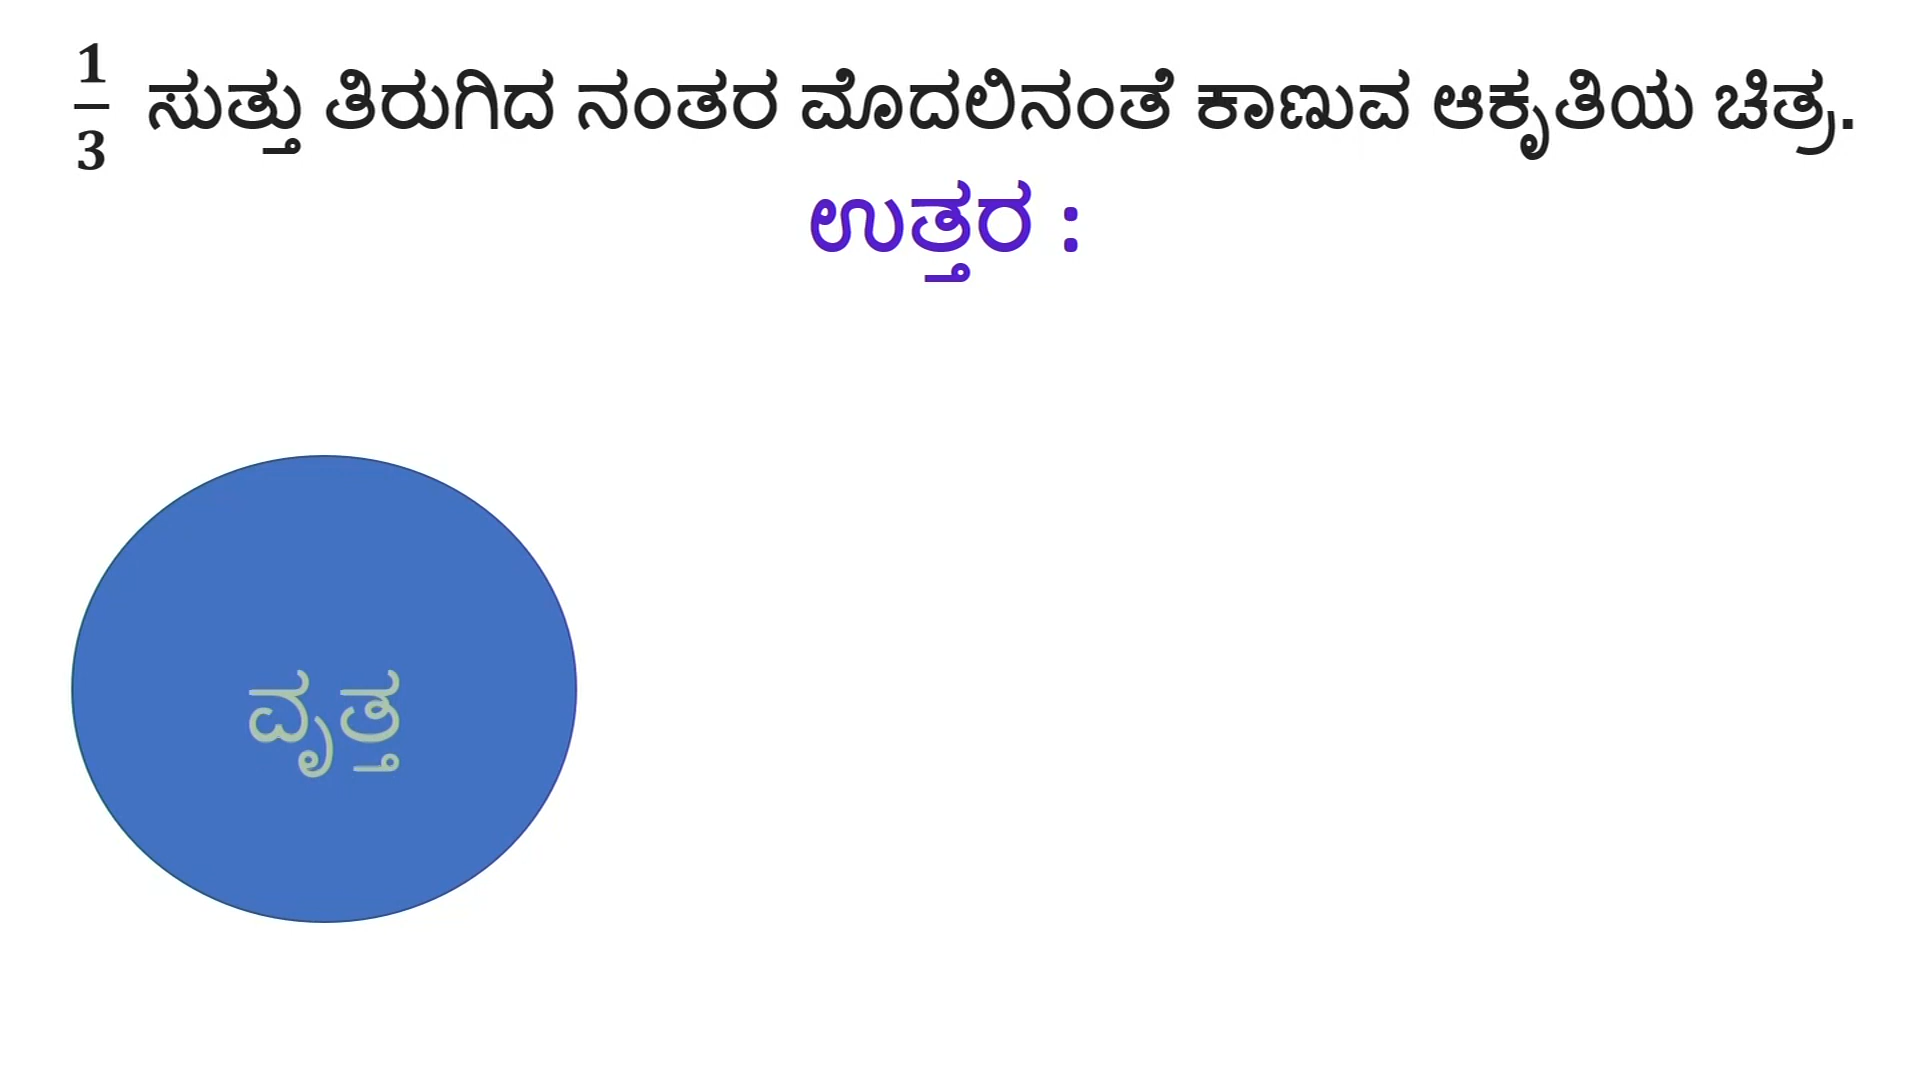 1/3 ಸುತ್ತು ತಿರುಗಿದ ನಂತರ ಮೊದಲಿನಂತೆ ಕಾಣುವ ಆಕೃತಿಯ ಚಿತ್ರ.
ಉತ್ತರ :
ವೃತ್ತ